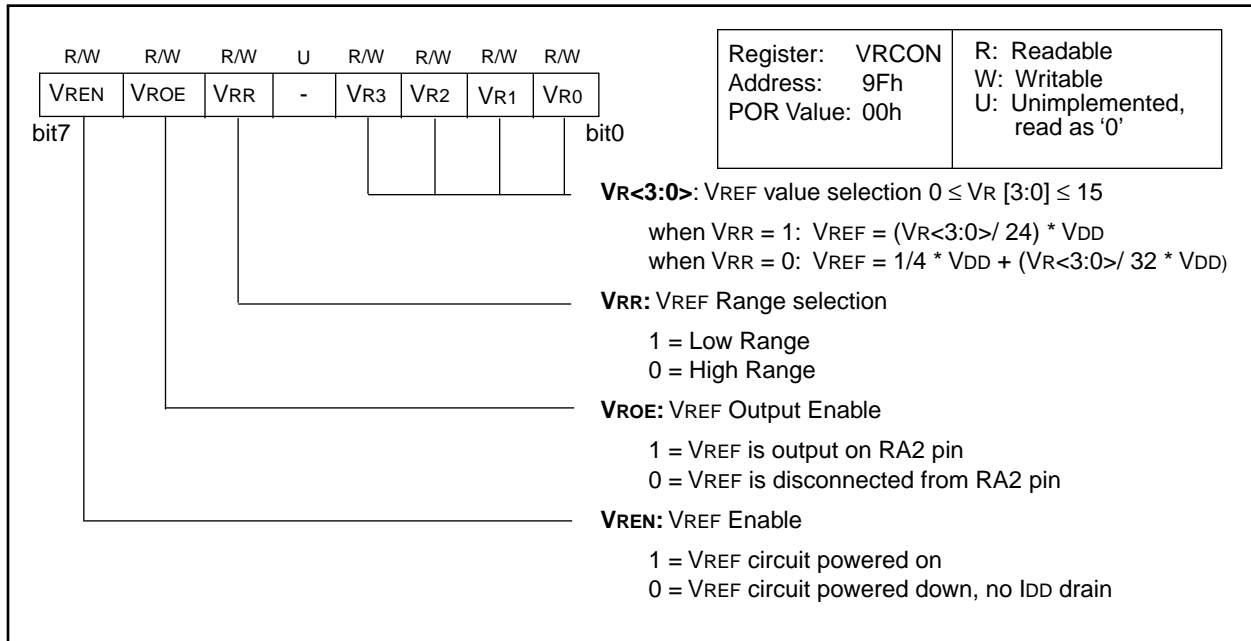 R/W R/W R/W U R/W R/W R/W R/W
VREN VROE VRR - VR3 VR2 VR1 VR0
bit7 bit0
Register: VRCON
Address: 9Fh
POR Value: 00h
R: Readable
W: Writable
U: Unimplemented,
read as ‘0’
VR<3:0>: VREF value selection 0 ≤ VR [3:0] ≤ 15
when VRR = 1: VREF = (VR<3:0>/ 24) * VDD
when VRR = 0: VREF = 1/4 * VDD + (VR<3:0>/ 32 * VDD)
VRR: VREF Range selection
1 = Low Range
0 = High Range
VROE: VREF Output Enable
1 = VREF is output on RA2 pin
0 = VREF is disconnected from RA2 pin
VREN: VREF Enable
1 = VREF circuit powered on
0 = VREF circuit powered down, no IDD drain